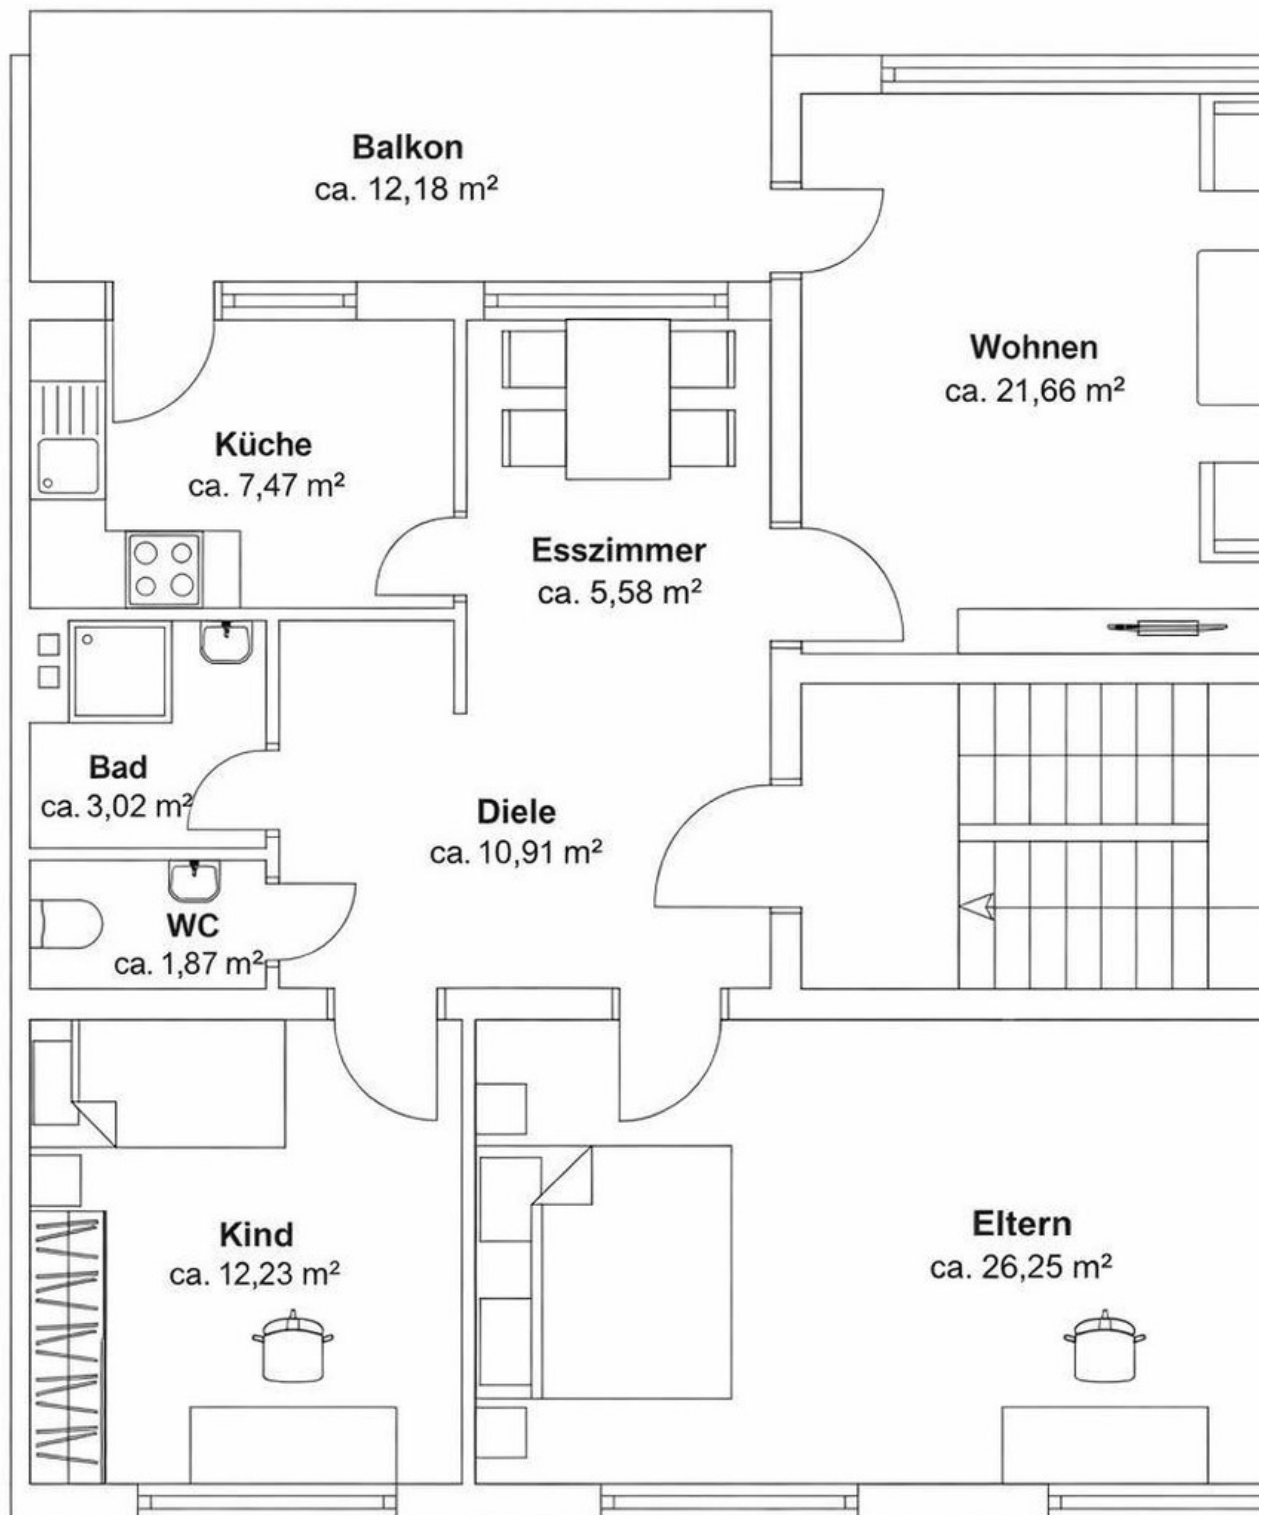 Balkon
ca. 12,18 m²
Wohnen
ca. 21,66 m²
Küche
ca. 7,47 m²
Esszimmer
ca. 5,58 m²
Bad
ca. 3,02 m²
Diele
ca. 10,91 m²
WC
ca. 1,87 m²
Kind
ca. 12,23 m²
Eltern
ca. 26,25 m²